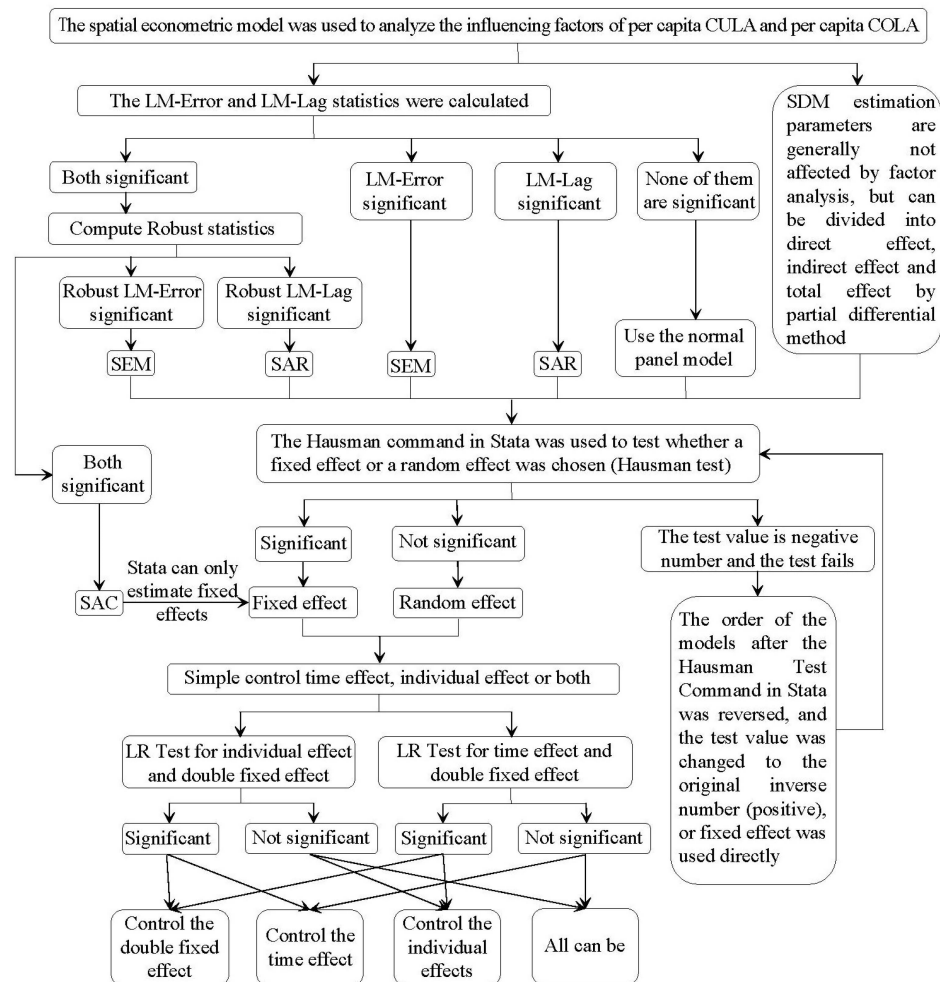 The spatial econometric model was used to analyze the influencing factors of per capita CULA and per capita COLA
The LM-Error and LM-Lag statistics were calculated
SDM estimation
parameters are
generally not
affected by factor
analysis, but can
be divided into
direct effect,
indirect effect and
total effect by
partial differential
method
Both significant
LM-Error
significant
LM-Lag
significant
None of them
are significant
Compute Robust statistics
Robust LM-Error
significant
Robust LM-Lag
significant
Use the normal
panel model
SEM
SAR
SEM
SAR
The Hausman command in Stata was used to test whether a
fixed effect or a random effect was chosen (Hausman test)
Both
significant
Significant
Not significant
The test value is negative
number and the test fails
SAC
Stata can only
estimate fixed
effects
Fixed effect
Random effect
The order of the
models after the
Hausman Test
Command in Stata
was reversed, and
the test value was
changed to the
original inverse
number (positive),
or fixed effect was
used directly
Simple control time effect, individual effect or both
LR Test for individual effect
and double fixed effect
LR Test for time effect and
double fixed effect
Significant
Not significant
Significant
Not significant
Control the
double fixed
effect
Control the
time effect
Control the
individual
effects
All can be